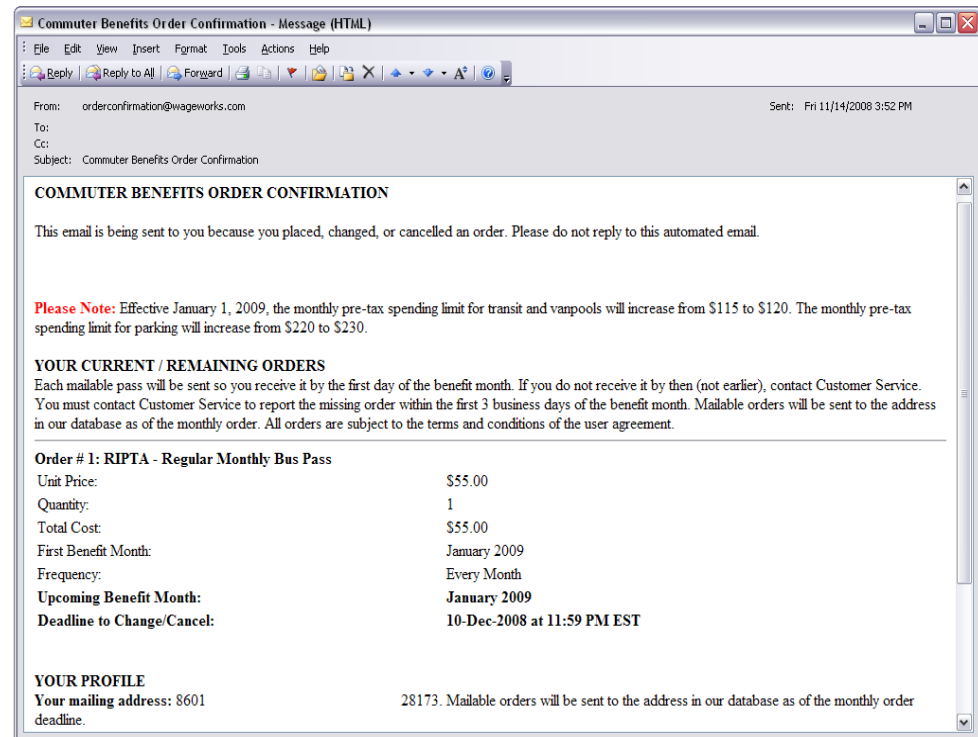 Commuter Benefits Order Confirmation - Message (HTML)
File Edit View Insert Format Tools Actions Help
Reply Reply to All Forward
From: orderconfirmation@wageworks.com Sent: Fri 11/14/2008 3:52 PM
To:
Cc:
Subject: Commuter Benefits Order Confirmation
COMMUTER BENEFITS ORDER CONFIRMATION
This email is being sent to you because you placed, changed, or cancelled an order. Please do not reply to this automated email.
Please Note: Effective January 1, 2009, the monthly pre-tax spending limit for transit and vanpools will increase from $115 to $120. The monthly pre-tax
spending limit for parking will increase from $220 to $230.
YOUR CURRENT / REMAINING ORDERS
Each mailable pass will be sent so you receive it by the first day of the benefit month. If you do not receive it by then (not earlier), contact Customer Service.
You must contact Customer Service to report the missing order within the first 3 business days of the benefit month. Mailable orders will be sent to the address
in our database as of the monthly order. All orders are subject to the terms and conditions of the user agreement.
Order # 1: RIPTA - Regular Monthly Bus Pass
Unit Price: $55.00
Quantity: 1
Total Cost: $55.00
First Benefit Month: January 2009
Frequency: Every Month
Upcoming Benefit Month: January 2009
Deadline to Change/Cancel: 10-Dec-2008 at 11:59 PM EST
YOUR PROFILE
Your mailing address: 8601 28173. Mailable orders will be sent to the address in our database as of the monthly order
deadline.